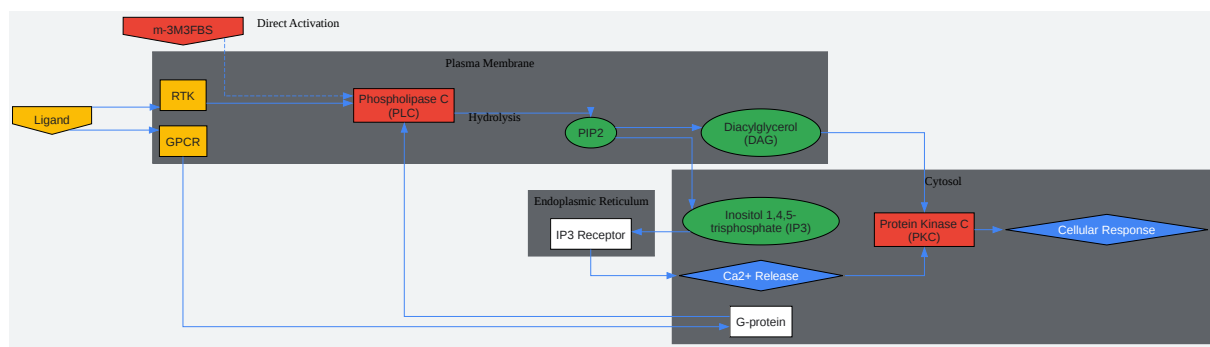 m-3M3FBS
Direct Activation
Plasma Membrane
RTK
Phospholipase C
(PLC)
Ligand
Hydrolysis
PIP2
Diacylglycerol
(DAG)
GPCR
Cytosol
Endoplasmic Reticulum
Inositol 1,4,5-
trisphosphate (IP3)
IP3 Receptor
Protein Kinase C
(PKC)
Cellular Response
Ca2+ Release
G-protein